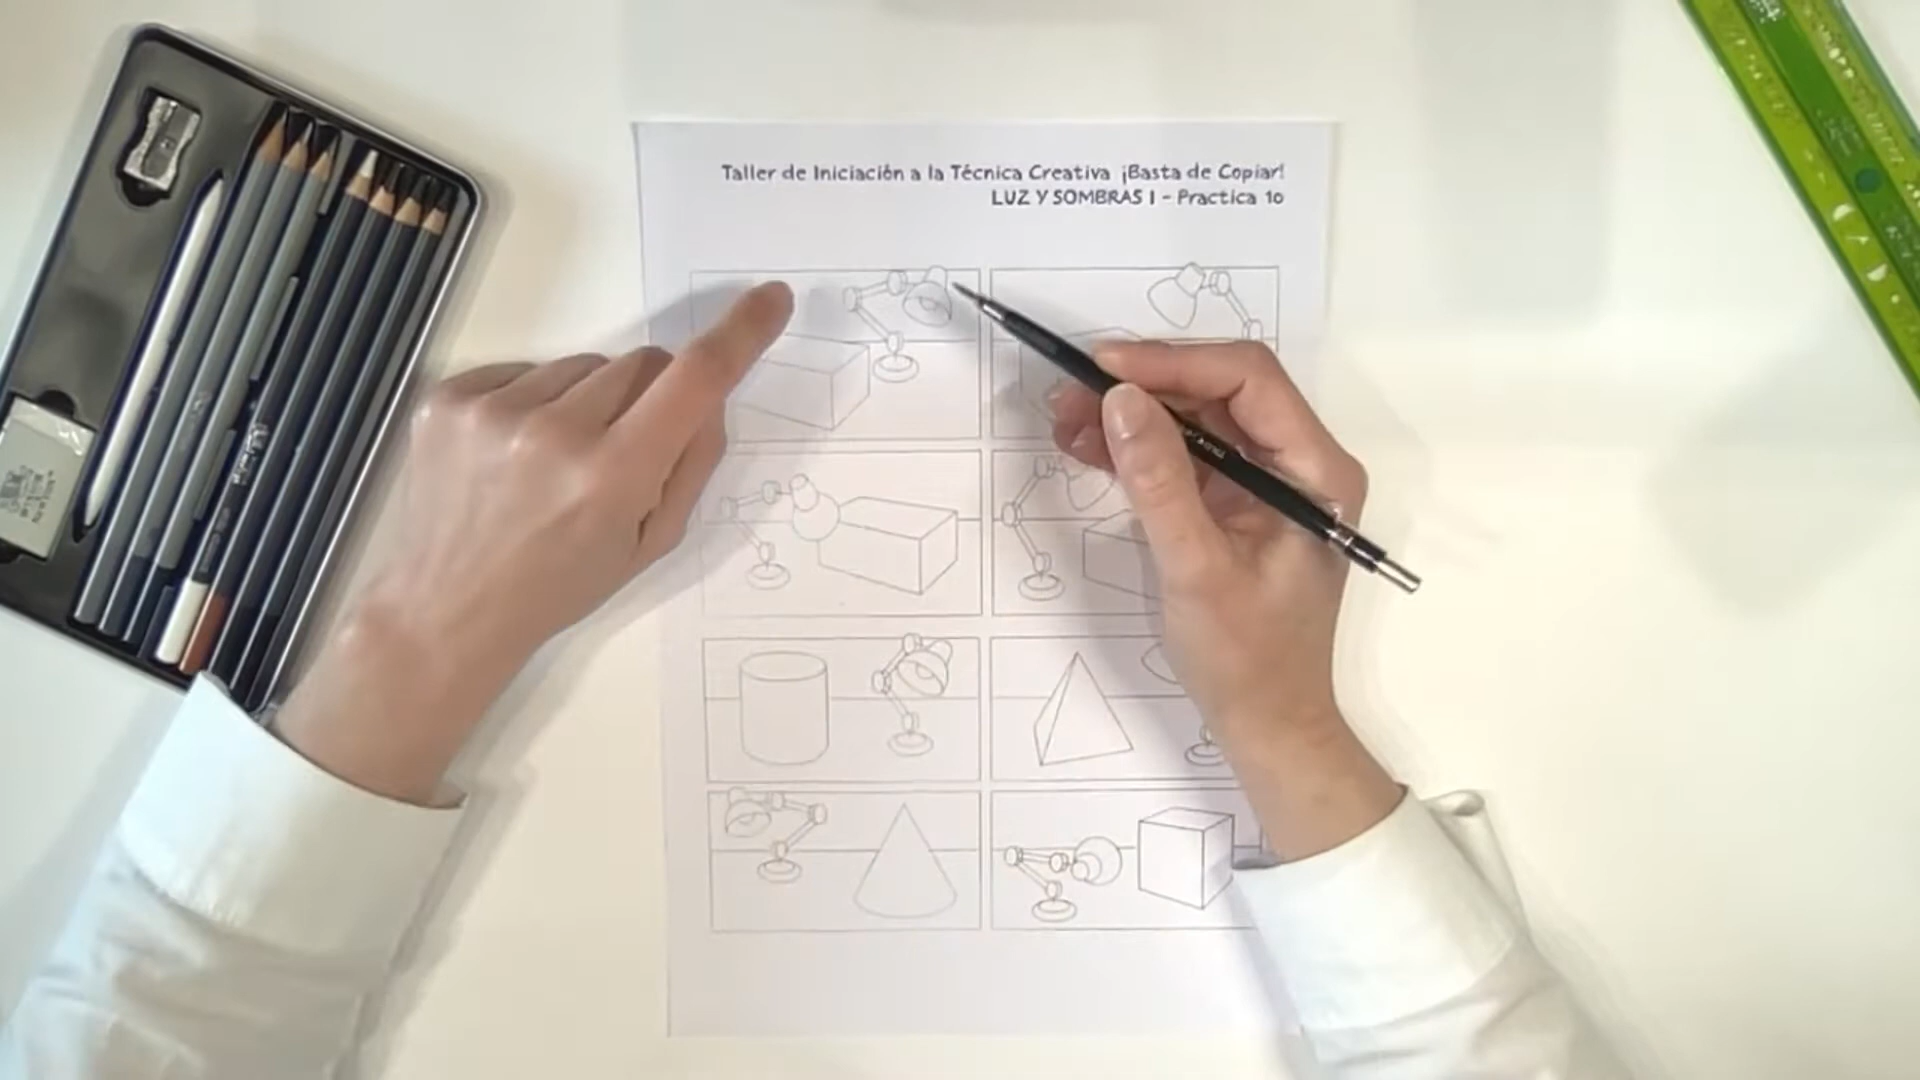 Taller de Iniciación a la Técnica Creativa ¡Basta de Copiar!
LUZ Y SOMBRAS I - Practica 10